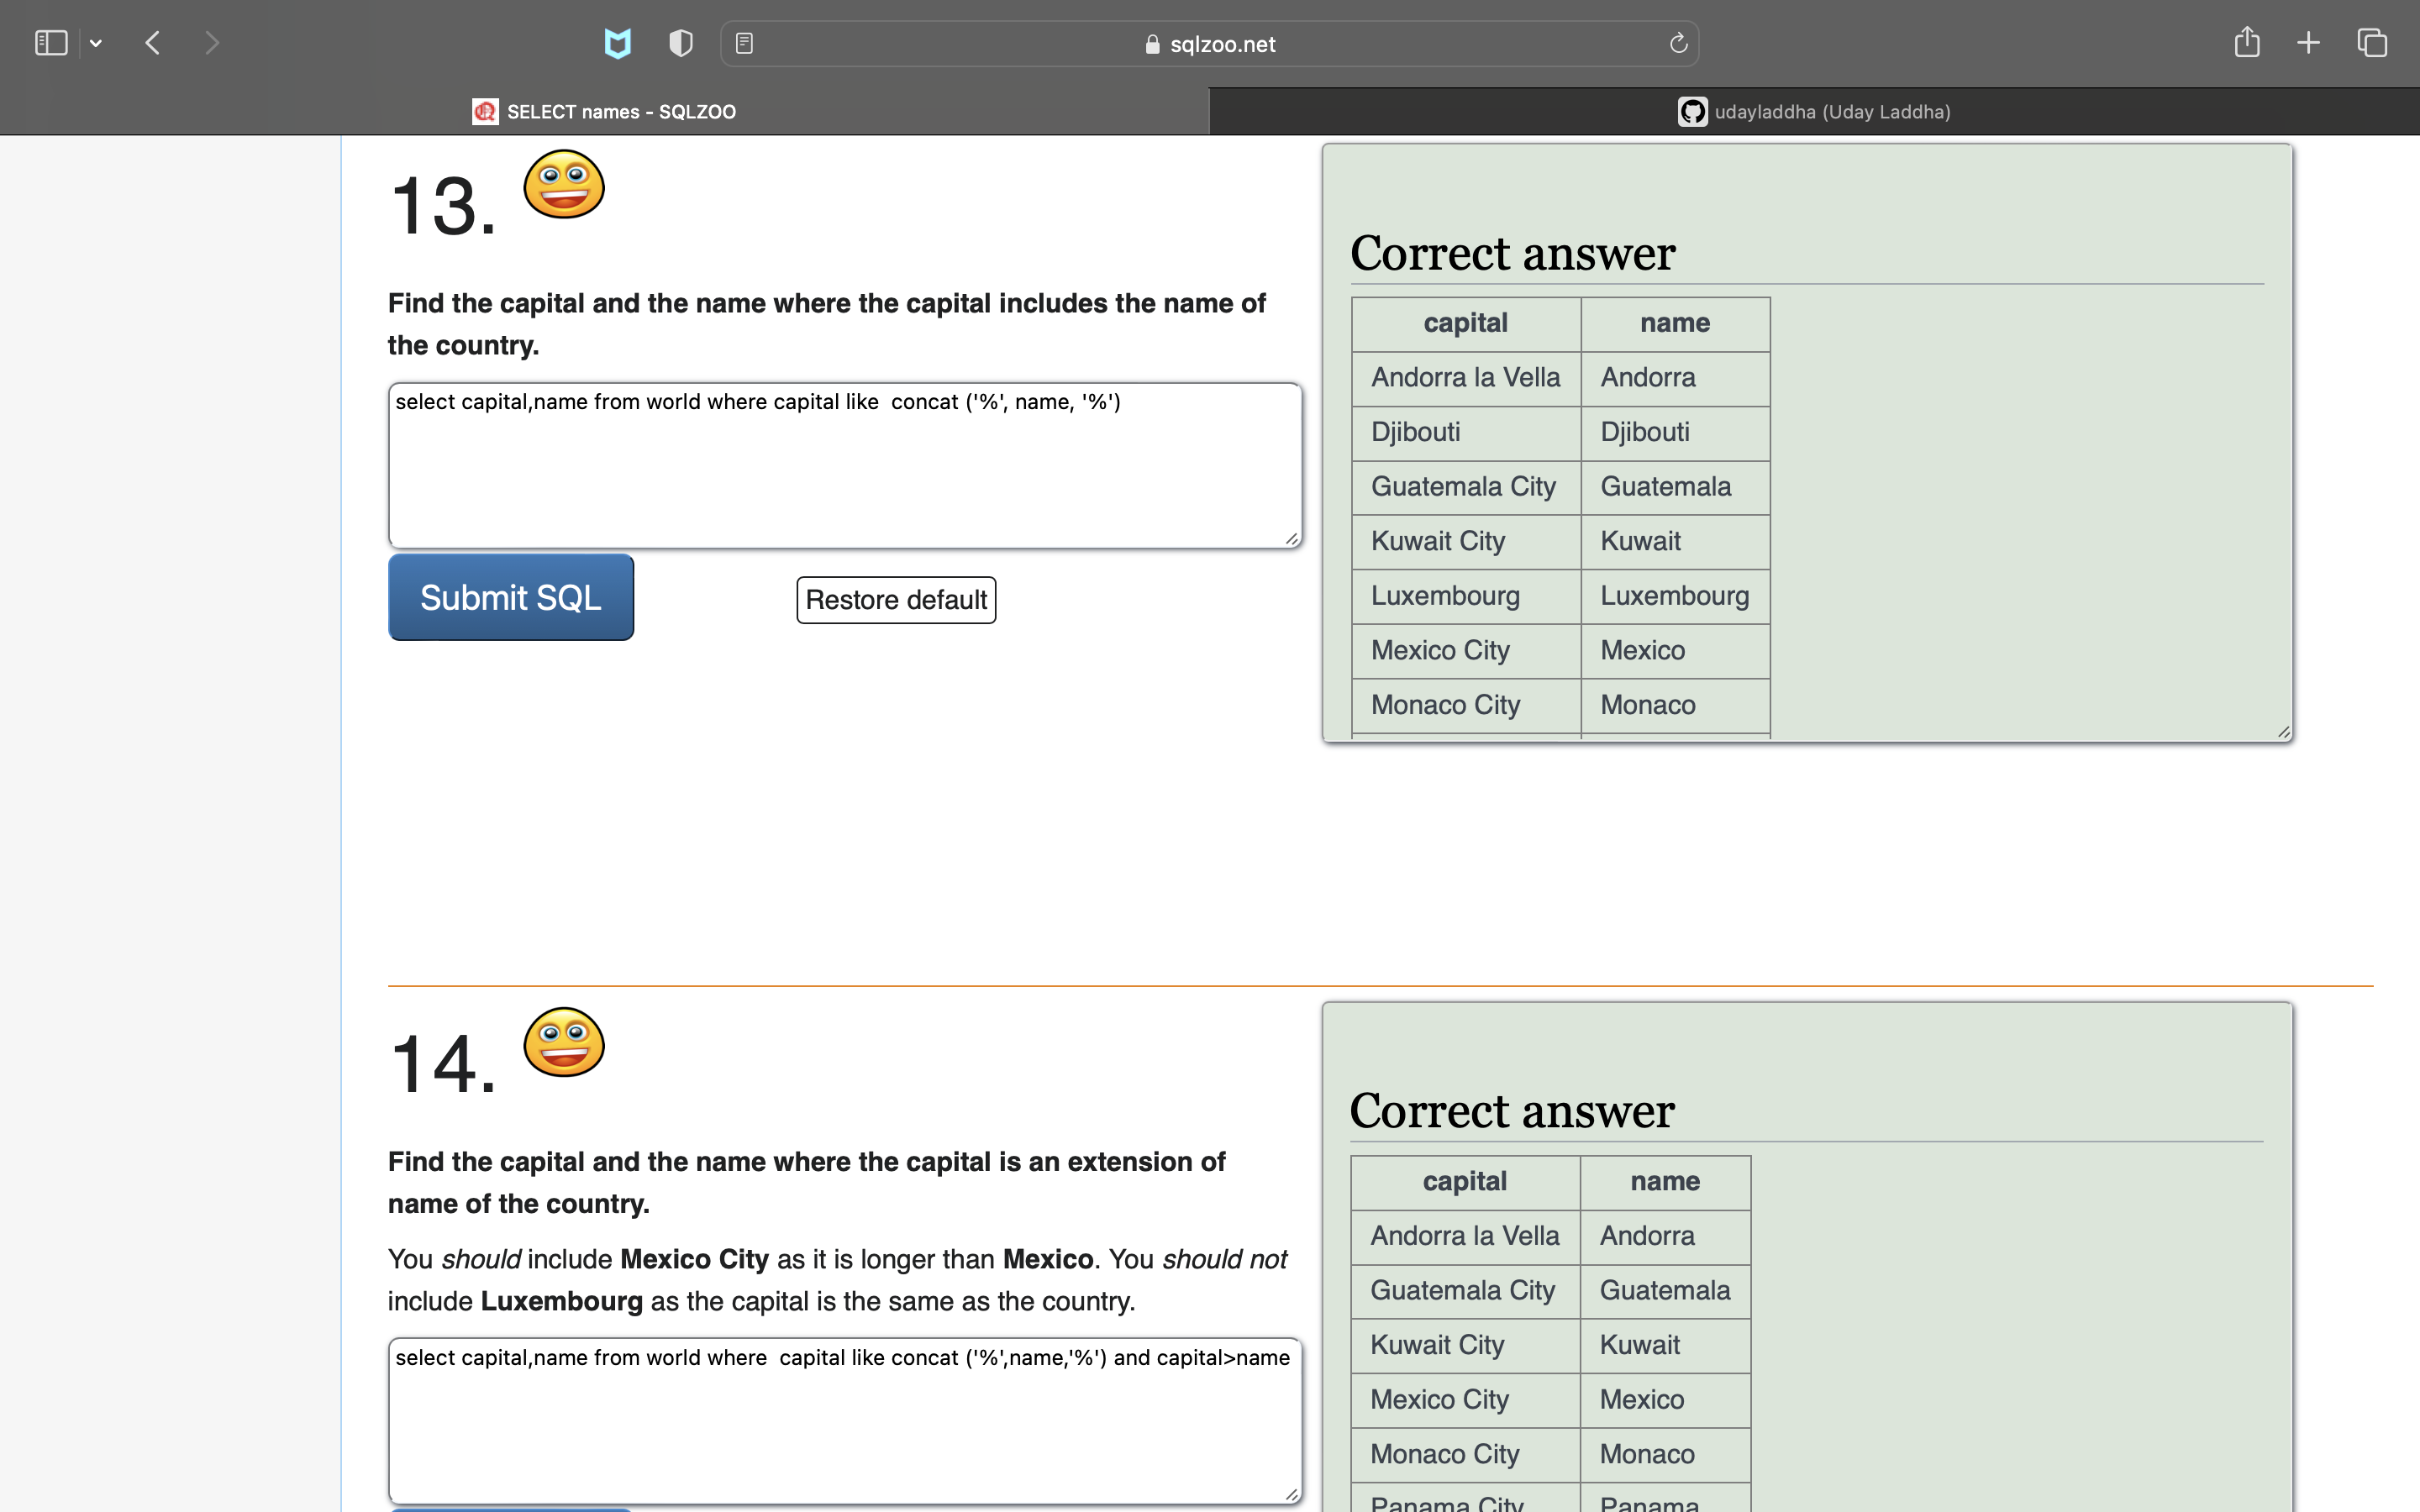 sqlzoo.net
SELECT names - SQLZOO
udayladdha (Uday Laddha)
13.
Find the capital and the name where the capital includes the name of
the country.
select capital,name from world where capital like  concat ('%', name, '%')
Submit SQL
Restore default
Correct answer
capital name
Andorra la Vella Andorra
Djibouti Djibouti
Guatemala City Guatemala
Kuwait City Kuwait
Luxembourg Luxembourg
Mexico City Mexico
Monaco City Monaco
14.
Find the capital and the name where the capital is an extension of
name of the country.
You should include Mexico City as it is longer than Mexico. You should not
include Luxembourg as the capital is the same as the country.
select capital,name from world where  capital like concat ('%',name,'%') and capital>name
Correct answer
capital name
Andorra la Vella Andorra
Guatemala City Guatemala
Kuwait City Kuwait
Mexico City Mexico
Monaco City Monaco
Panama City Panama